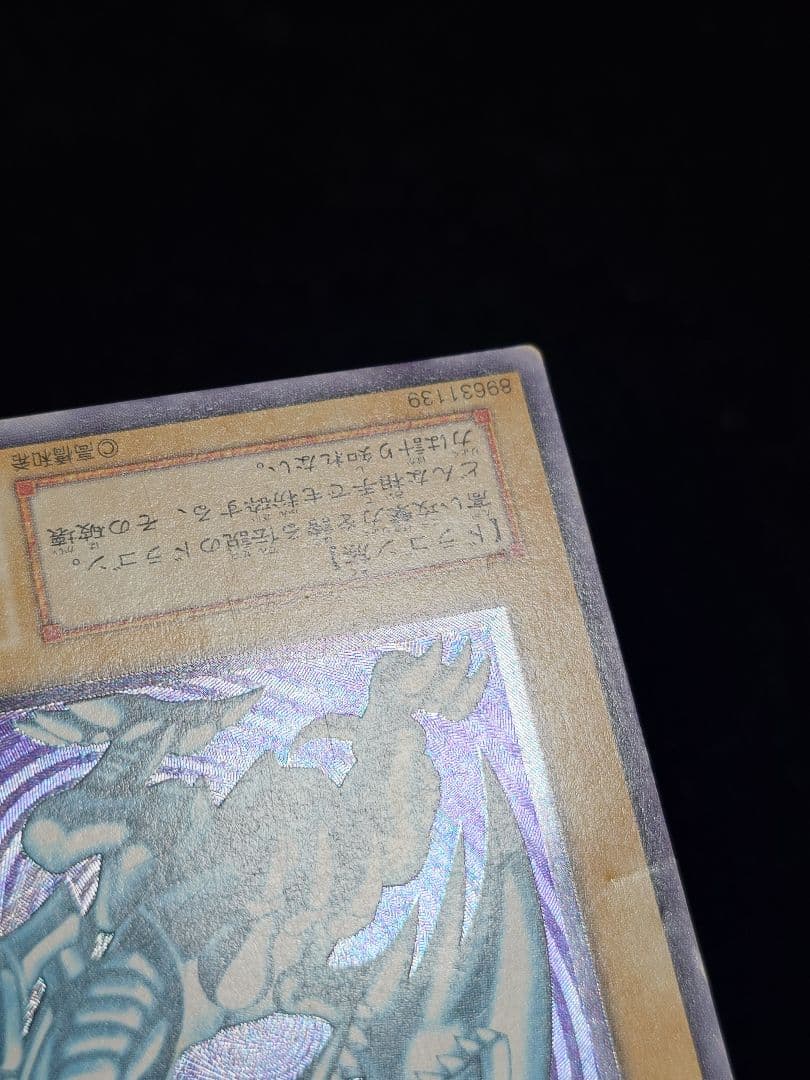 【ドラゴン族】
高い攻撃力を誇る伝説のドラゴン。
どんな相手でも粉砕する、その破壊
力は計り知れない。
89631139
©高橋和希